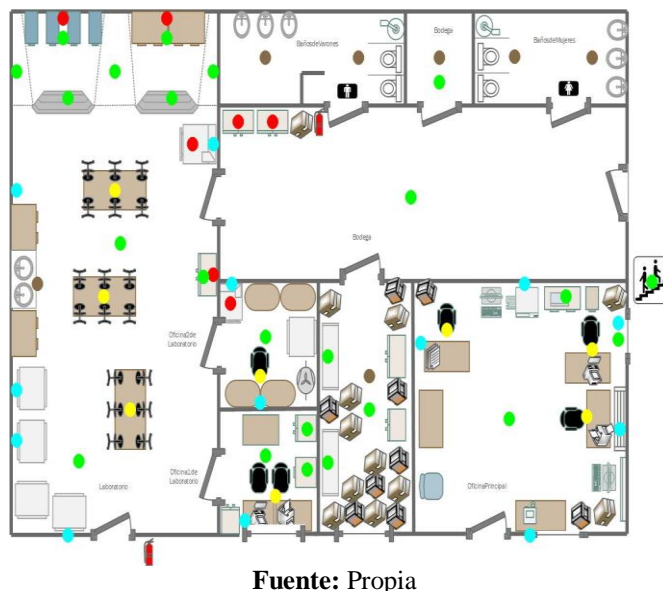 BañosdeVarones
Bodega
BañosdeMujeres
Bodega
Oficina2de
Laboratorio
Oficina1de
Laboratorio
Laboratorio
OficinaPrincipal
Fuente: Propia